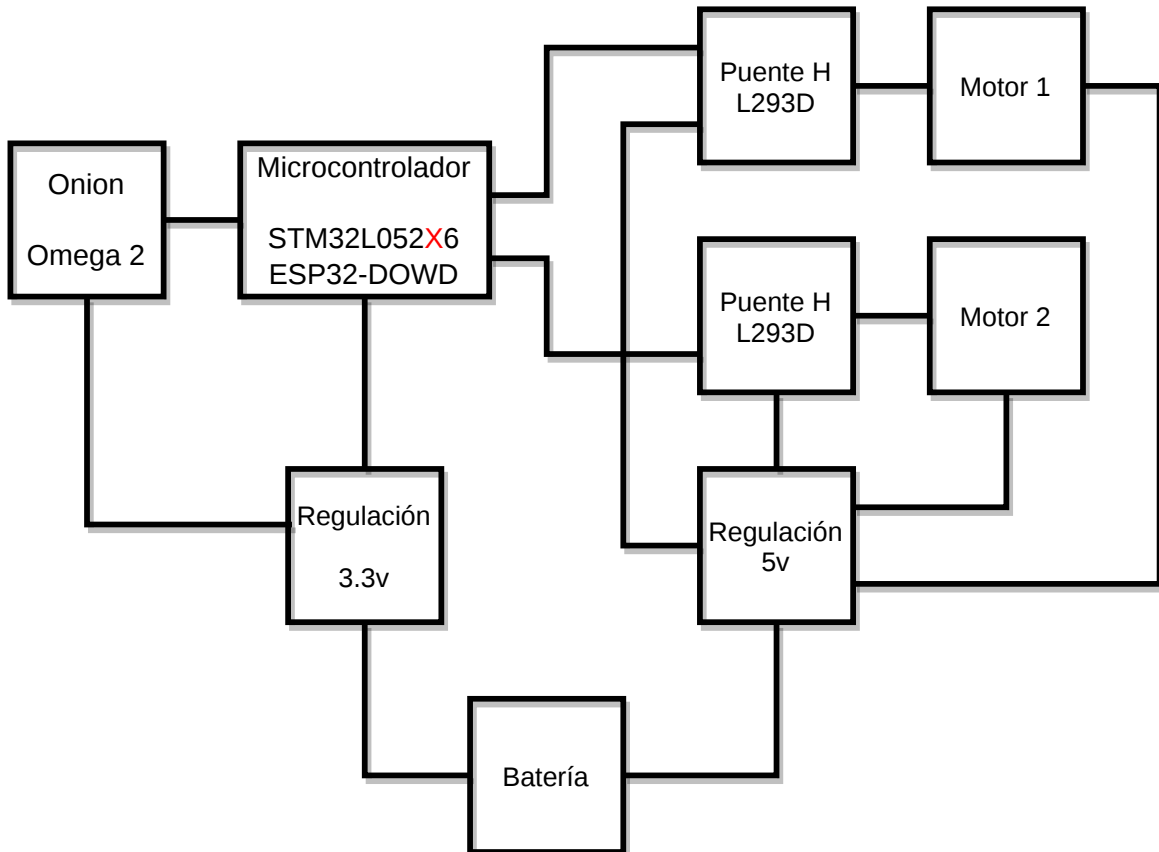 Puente H
L293D
Motor 1
Onion
Omega 2
Microcontrolador
STM32L052X6
ESP32-DOWD
Puente H
L293D
Motor 2
Regulación
3.3v
Regulación
5v
Batería